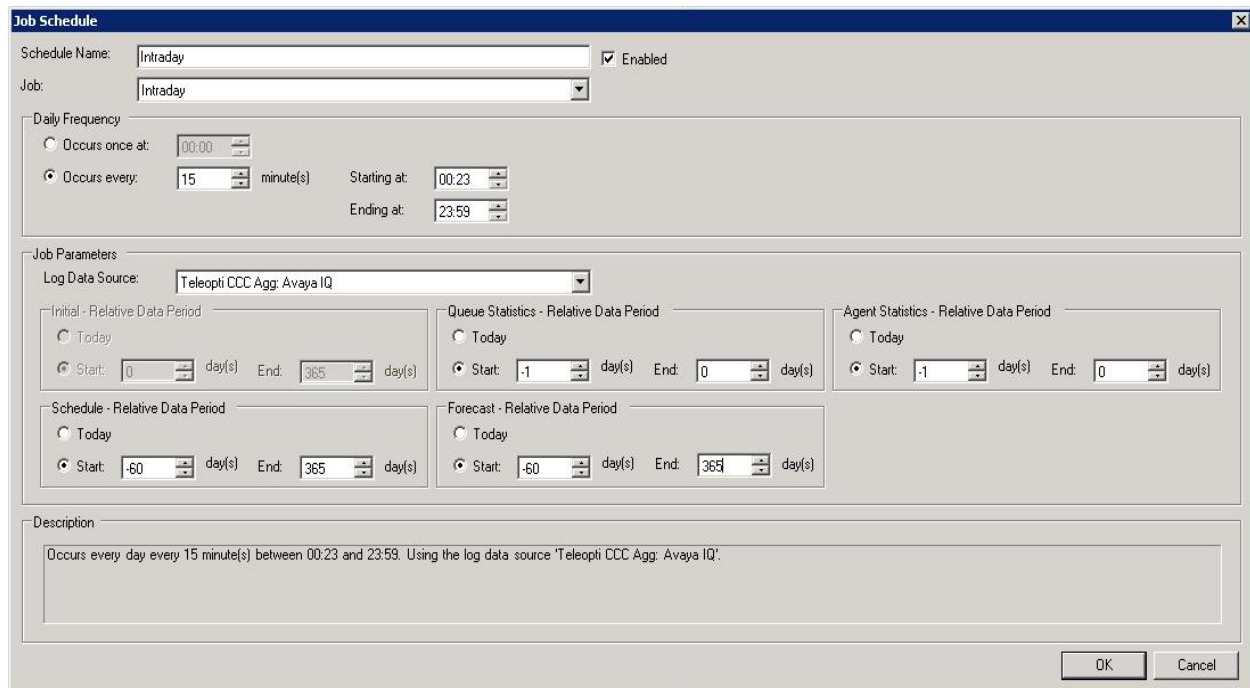 Job Schedule
Schedule Name: Intraday Enabled
Job: Intraday
Daily Frequency
Occurs once at: 00:00
Occurs every: 15 minute(s) Starting at: 00:23
Ending at: 23:59
Job Parameters
Log Data Source: Teleopti CCC Agg: Avaya IQ
Initial - Relative Data Period
Today
Start: 0 day(s) End: 365 day(s)
Queue Statistics - Relative Data Period
Today
Start: -1 day(s) End: 0 day(s)
Agent Statistics - Relative Data Period
Today
Start: -1 day(s) End: 0 day(s)
Schedule - Relative Data Period
Today
Start: -60 day(s) End: 365 day(s)
Forecast - Relative Data Period
Today
Start: -60 day(s) End: 365 day(s)
Description
Occurs every day every 15 minute(s) between 00:23 and 23:59. Using the log data source 'Teleopti CCC Agg: Avaya IQ'.
OK Cancel